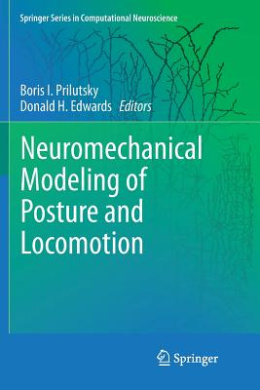 Springer Series in Computational Neuroscience
Boris I. Prilutsky
Donald H. Edwards Editors
Neuromechanical
Modeling of
Posture and
Locomotion
Springer